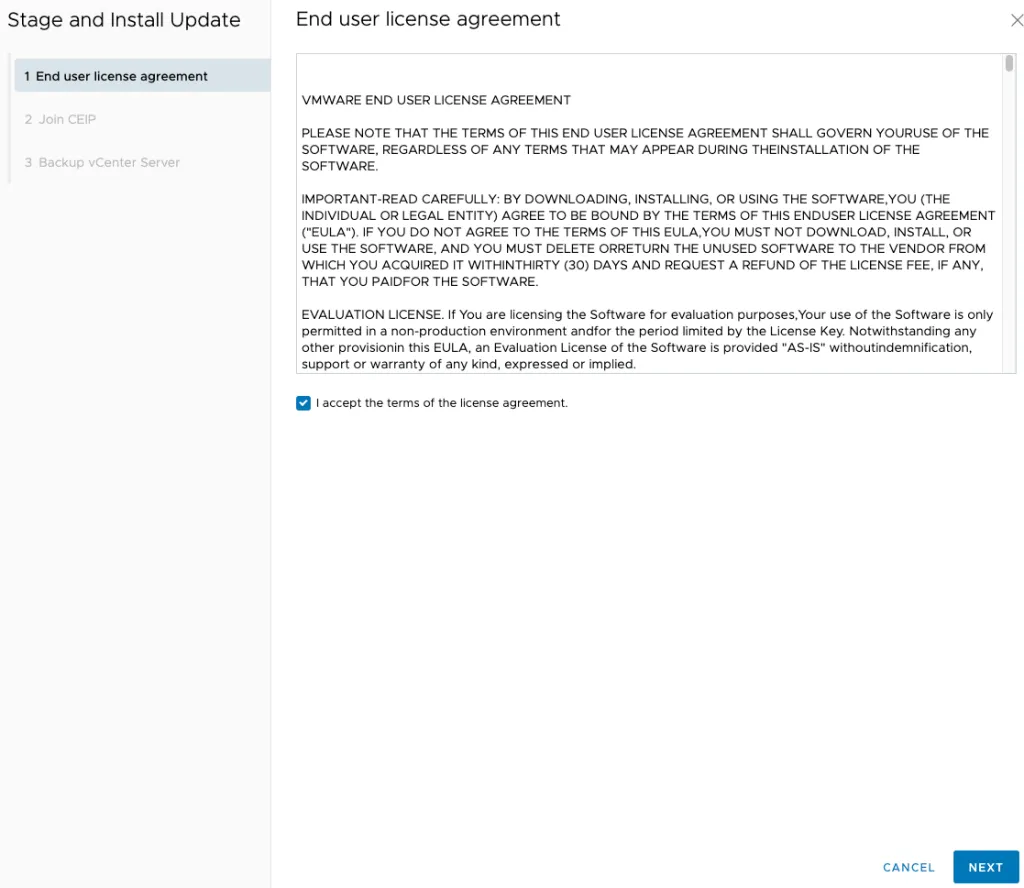 Stage and Install Update
1 End user license agreement
2 Join CEIP
3 Backup vCenter Server
End user license agreement
VMWARE END USER LICENSE AGREEMENT
PLEASE NOTE THAT THE TERMS OF THIS END USER LICENSE AGREEMENT SHALL GOVERN YOURUSE OF THE
SOFTWARE, REGARDLESS OF ANY TERMS THAT MAY APPEAR DURING THEINSTALLATION OF THE
SOFTWARE.
IMPORTANT-READ CAREFULLY: BY DOWNLOADING, INSTALLING, OR USING THE SOFTWARE,YOU (THE
INDIVIDUAL OR LEGAL ENTITY) AGREE TO BE BOUND BY THE TERMS OF THIS ENDUSER LICENSE AGREEMENT
("EULA"). IF YOU DO NOT AGREE TO THE TERMS OF THIS EULA,YOU MUST NOT DOWNLOAD, INSTALL, OR
USE THE SOFTWARE, AND YOU MUST DELETE ORRETURN THE UNUSED SOFTWARE TO THE VENDOR FROM
WHICH YOU ACQUIRED IT WITHINTHIRTY (30) DAYS AND REQUEST A REFUND OF THE LICENSE FEE, IF ANY,
THAT YOU PAIDFOR THE SOFTWARE.
EVALUATION LICENSE. If You are licensing the Software for evaluation purposes,Your use of the Software is only
permitted in a non-production environment andfor the period limited by the License Key. Notwithstanding any
other provisionin this EULA, an Evaluation License of the Software is provided "AS-IS" withoutindemnification,
support or warranty of any kind, expressed or implied.
I accept the terms of the license agreement.
CANCEL
NEXT